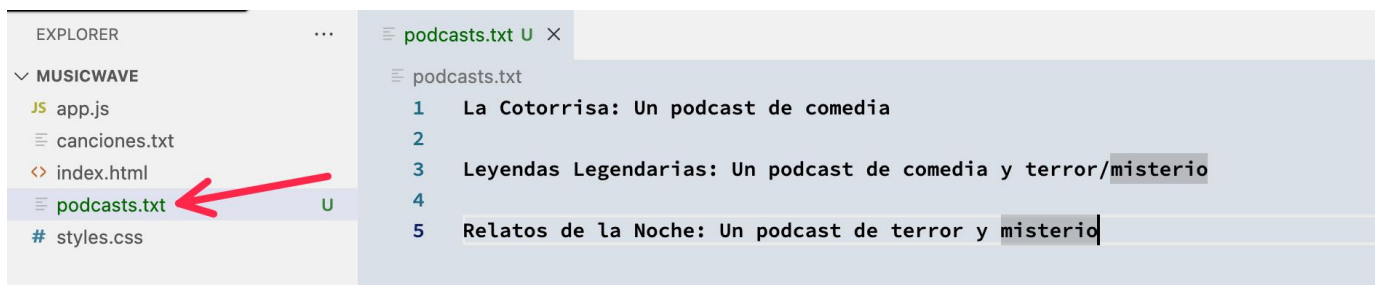 EXPLORER ...
MUSICWAVE
JS app.js
canciones.txt
<> index.html
podcasts.txt U
# styles.css
podcasts.txt U ×
podcasts.txt
1 La Cotorrisa: Un podcast de comedia
2
3 Leyendas Legendarias: Un podcast de comedia y terror/misterio
4
5 Relatos de la Noche: Un podcast de terror y misterio